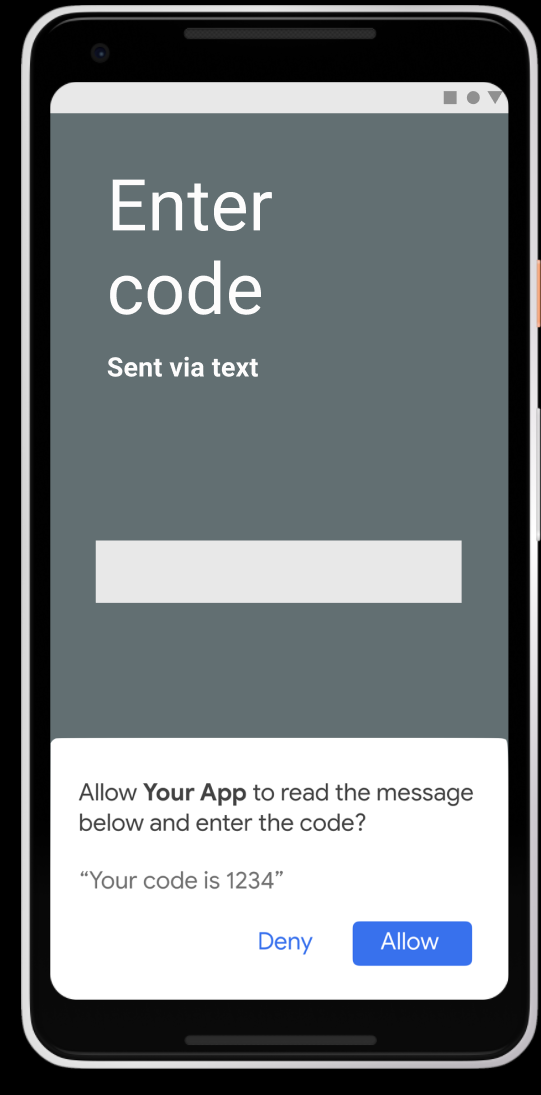 Enter
code
Sent via text
Allow Your App to read the message
below and enter the code?
“Your code is 1234”
Deny
Allow